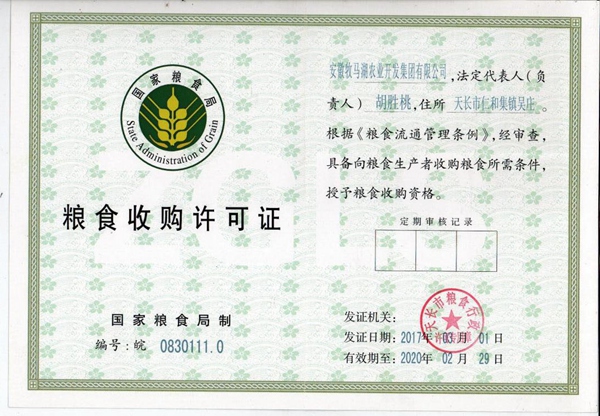 国家粮食局
State Administration of Grain
粮食收购许可证
国家粮食局制
编号：皖 0830111.0
安徽牧马湖农业开发集团有限公司，法定代表人（负
责人） 胡胜桃，住所 天长市仁和集镇吴庄。
根据《粮食流通管理条例》，经审查，
具备向粮食生产者收购粮食所需条件，
授予粮食收购资格。
定期审核记录
发证机关：
天长市粮食行政
发证日期：2017年 03月 01日
有效期至：2020年 02月 29日